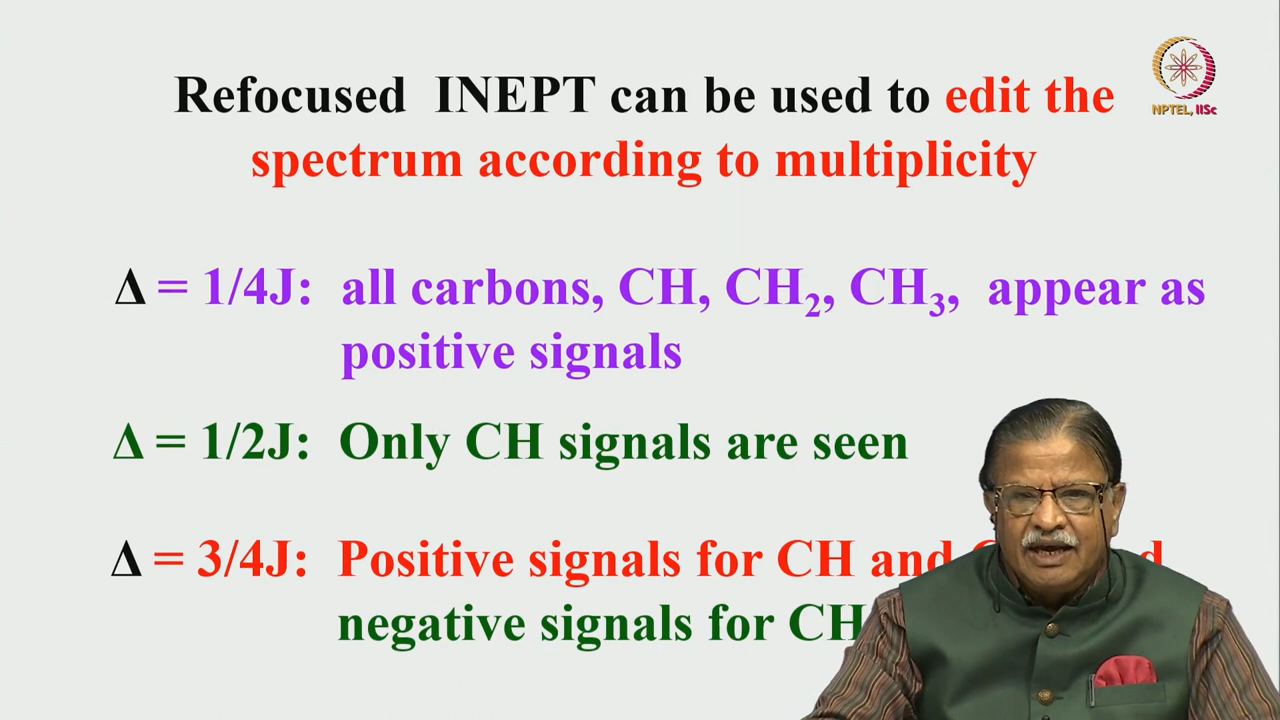 Refocused INEPT can be used to edit the
spectrum according to multiplicity
NPTEL, IISc
Δ = 1/4J: all carbons, CH, CH₂, CH₃, appear as
positive signals
Δ = 1/2J: Only CH signals are seen
Δ = 3/4J: Positive signals for CH and
negative signals for CH